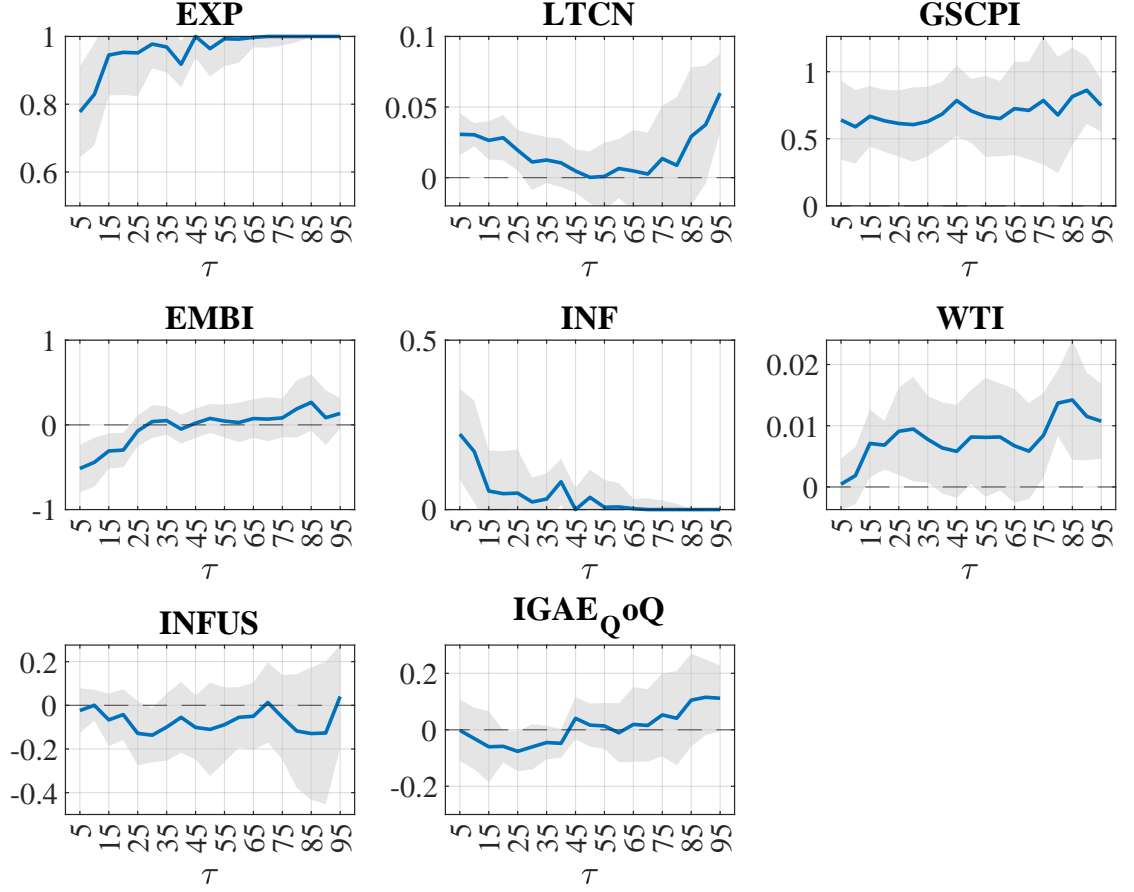 EXP LTCN GSCPI
1 0.8 0.6
0.1 0.05 0
1 0.5 0
5 15 25 35 45 55 65 75 85 95
5 15 25 35 45 55 65 75 85 95
5 15 25 35 45 55 65 75 85 95
τ τ τ
EMBI INF WTI
1 0 -1
0.5 0
0.02 0.01 0
5 15 25 35 45 55 65 75 85 95
5 15 25 35 45 55 65 75 85 95
5 15 25 35 45 55 65 75 85 95
τ τ τ
INFUS IGAE_QoQ
0.2 0 -0.2 -0.4
0.2 0 -0.2
5 15 25 35 45 55 65 75 85 95
5 15 25 35 45 55 65 75 85 95
τ τ